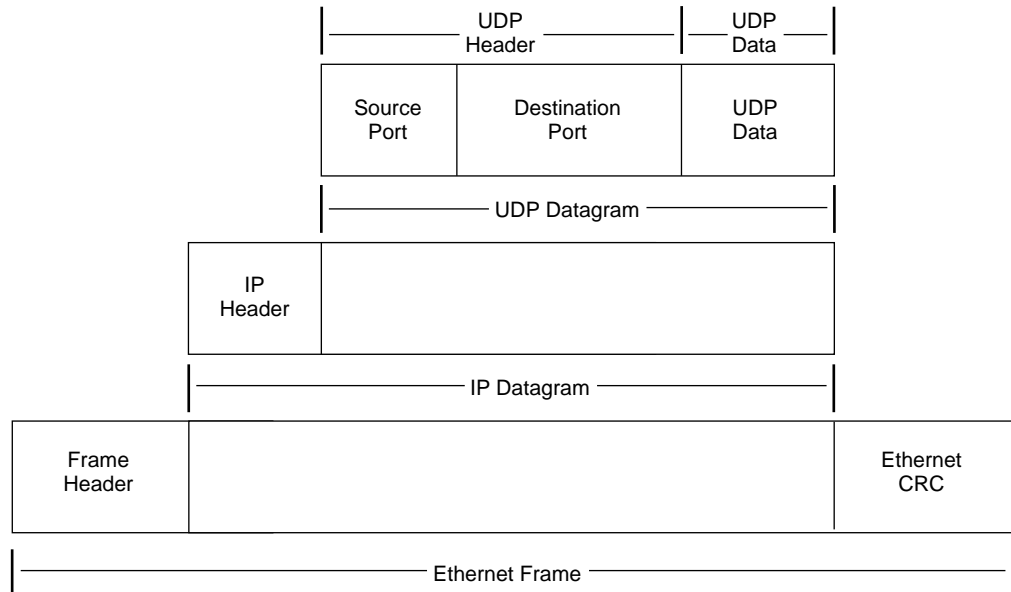 UDP
Header
UDP
Data
Source
Port
Destination
Port
UDP
Data
UDP Datagram
IP
Header
IP Datagram
Frame
Header
Ethernet
CRC
Ethernet Frame